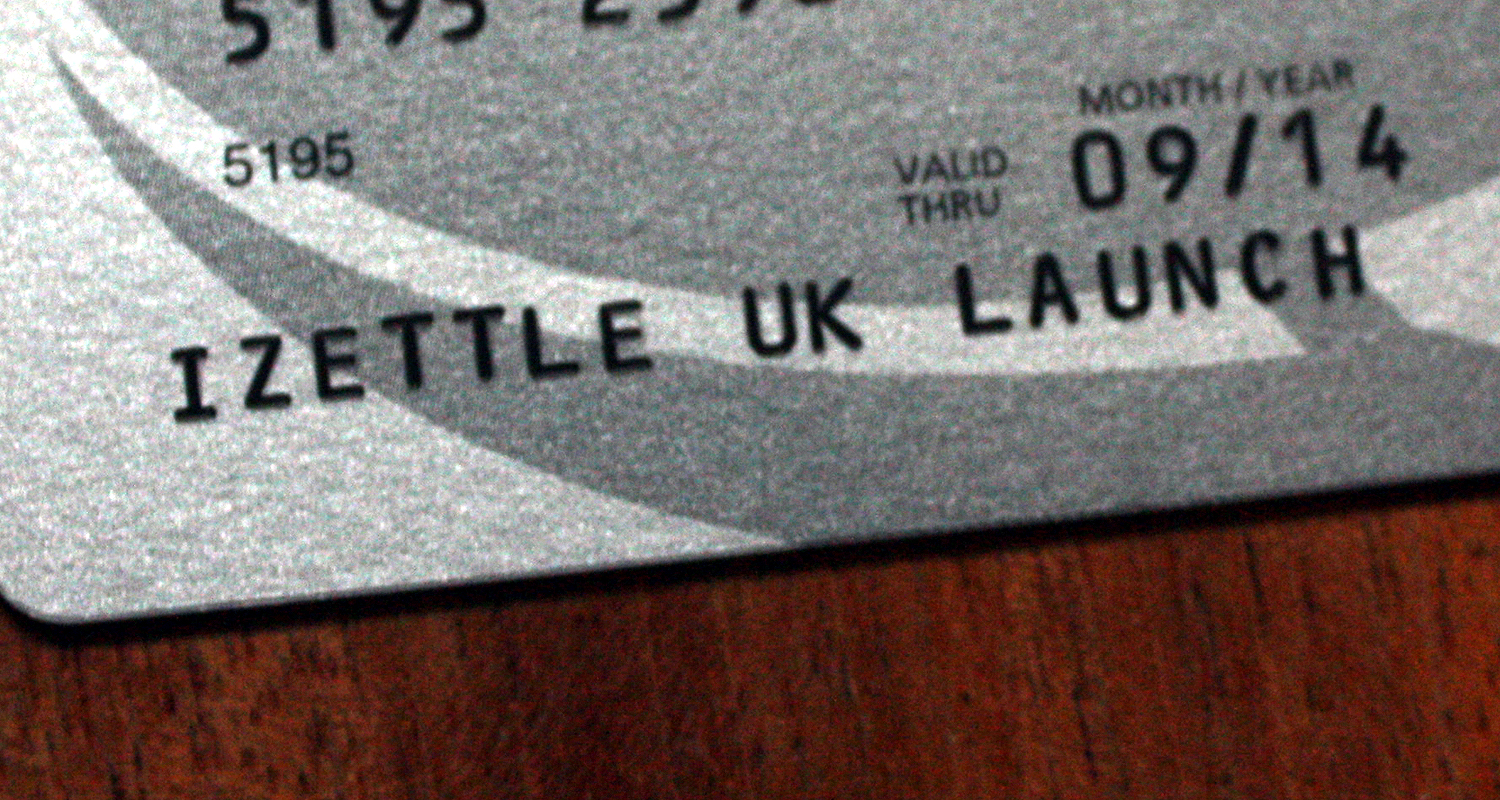 5195
MONTH / YEAR
VALID
THRU
09/14
IZETTLE UK LAUNCH